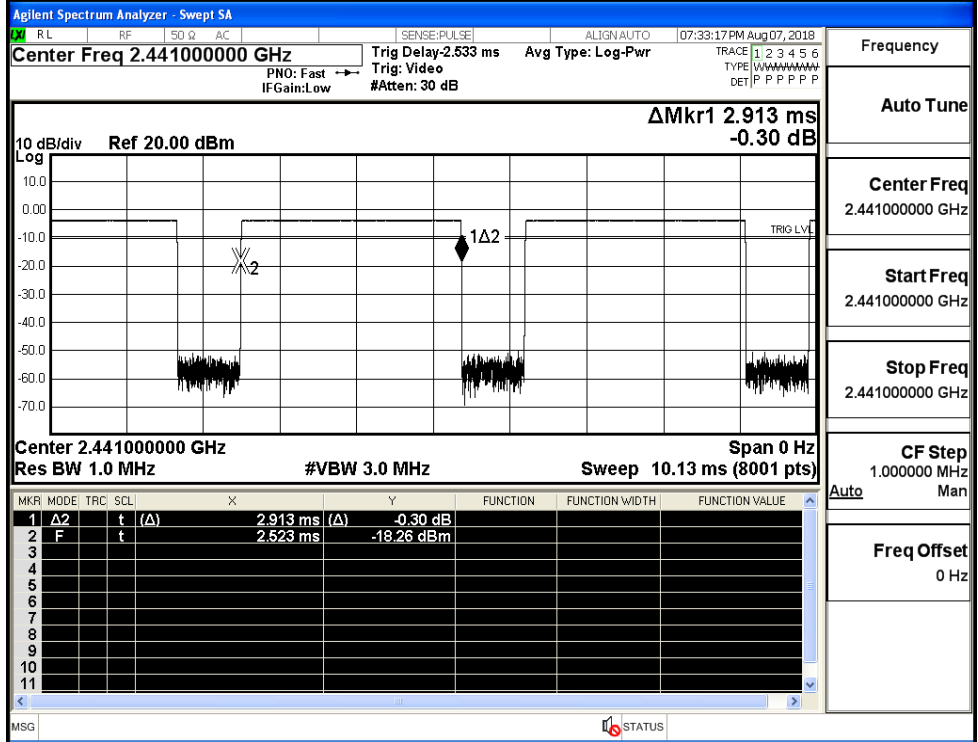 Agilent Spectrum Analyzer - Swept SA
LXI RL RF 50 Ω AC SENSE:PULSE ALIGN AUTO 07:33:17 PM Aug 07, 2018
Center Freq 2.441000000 GHz
PNO: Fast
IFGain:Low
Trig Delay-2.533 ms
Trig: Video
#Atten: 30 dB
Avg Type: Log-Pwr
TRACE 1 2 3 4 5 6
TYPE WWWWWW
DET P P P P P P
ΔMkr1 2.913 ms
-0.30 dB
10 dB/div Ref 20.00 dBm
Log
10.0
0.00
-10.0
-20.0
-30.0
-40.0
-50.0
-60.0
-70.0
1Δ2
2
TRIG LVL
Center 2.441000000 GHz Span 0 Hz
Res BW 1.0 MHz #VBW 3.0 MHz Sweep 10.13 ms (8001 pts)
MKR MODE TRC SCL X Y FUNCTION FUNCTION WIDTH FUNCTION VALUE
1 Δ2 t (Δ) 2.913 ms (Δ) -0.30 dB
2 F t 2.523 ms -18.26 dBm
3
4
5
6
7
8
9
10
11
MSG STATUS
Frequency
Auto Tune
Center Freq
2.441000000 GHz
Start Freq
2.441000000 GHz
Stop Freq
2.441000000 GHz
CF Step
1.000000 MHz
Auto Man
Freq Offset
0 Hz